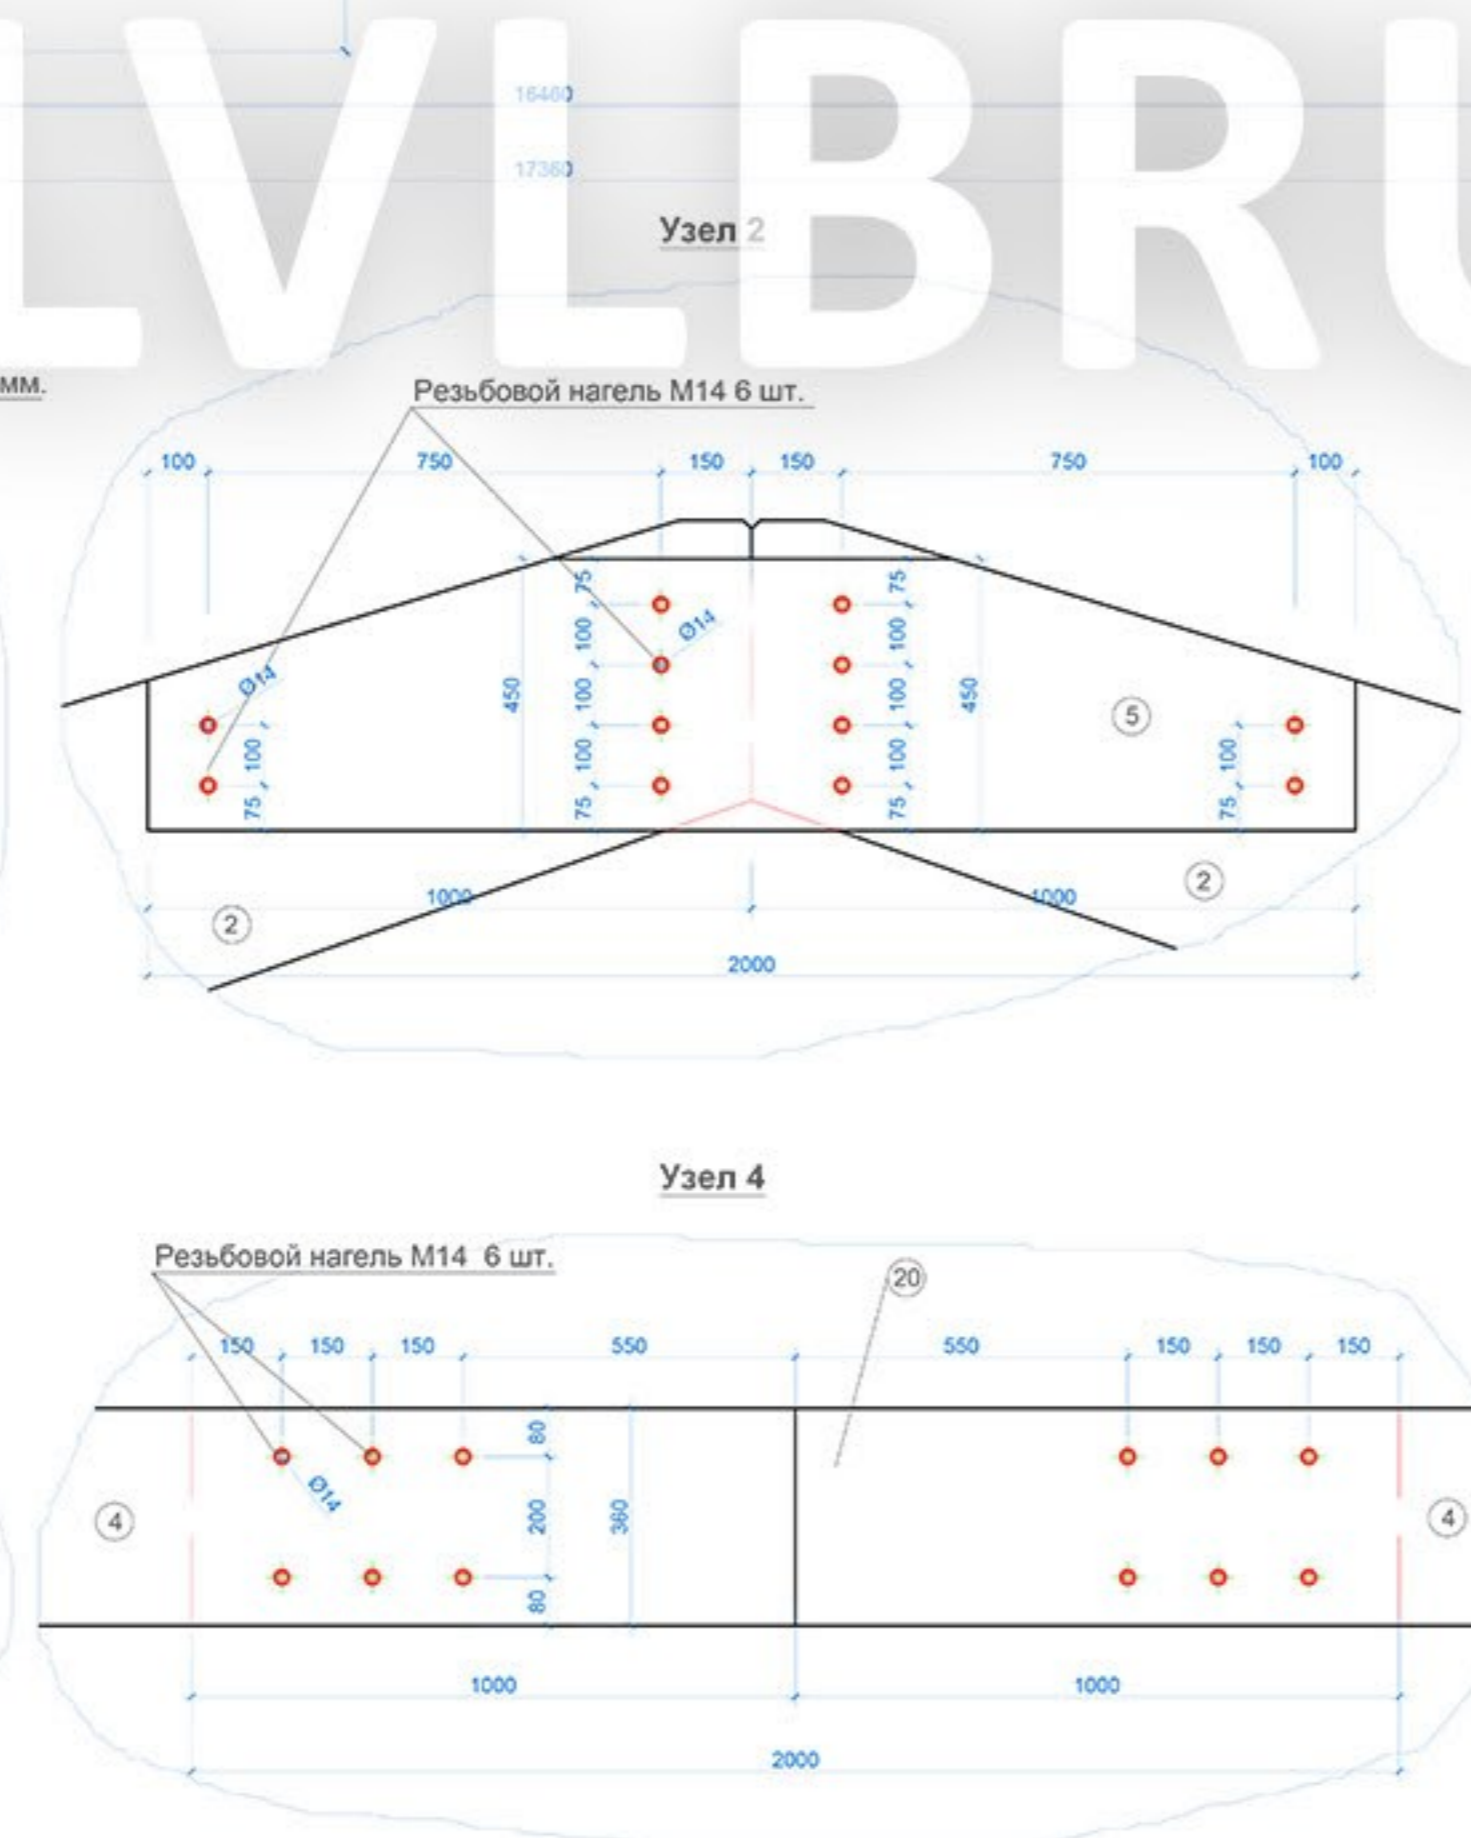 LVLBRU
16460
17360
Узел 2
мм.
Резьбовой нагель М14 6 шт.
100 750 150 150 750 100
75 75
100 Ø14 100
Ø14 450 100 100 450 5
100 100 100 100
75 75 75 75
1000 1000 2
2
2000
Узел 4
Резьбовой нагель М14 6 шт.
20
150 150 150 550 550 150 150 150
80
Ø14
4 200 360 4
80
1000 1000
2000